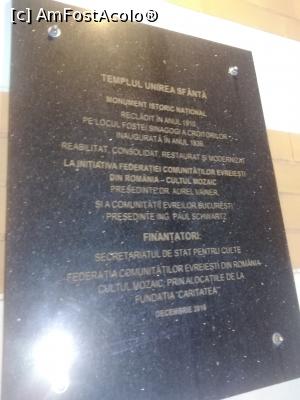 [c] AmFostAcolo®
TEMPLUL UNIREA SFÂNTĂ
MONUMENT ISTORIC NAȚIONAL
RECLĂDIT ÎN ANUL 1910
PE LOCUL FOSTEI SINAGOGI A CROITORILOR -
INAUGURATĂ ÎN ANUL 1836.
REABILITAT, CONSOLIDAT, RESTAURAT ȘI MODERNIZAT
LA INIȚIATIVA FEDERAȚIEI COMUNITĂȚILOR EVREIEȘTI
DIN ROMÂNIA - CULTUL MOZAIC
PREȘEDINTE DR. AUREL VAINER,
ȘI A COMUNITĂȚII EVREILOR BUCUREȘTI
PREȘEDINTE ING. PAUL SCHWARTZ
FINANȚATORI:
SECRETARIATUL DE STAT PENTRU CULTE
FEDERAȚIA COMUNITĂȚILOR EVREIEȘTI DIN ROMÂNIA-
CULTUL MOZAIC, PRIN ALOCAȚIILE DE LA
FUNDAȚIA "CARITATEA"
DECEMBRIE 2016